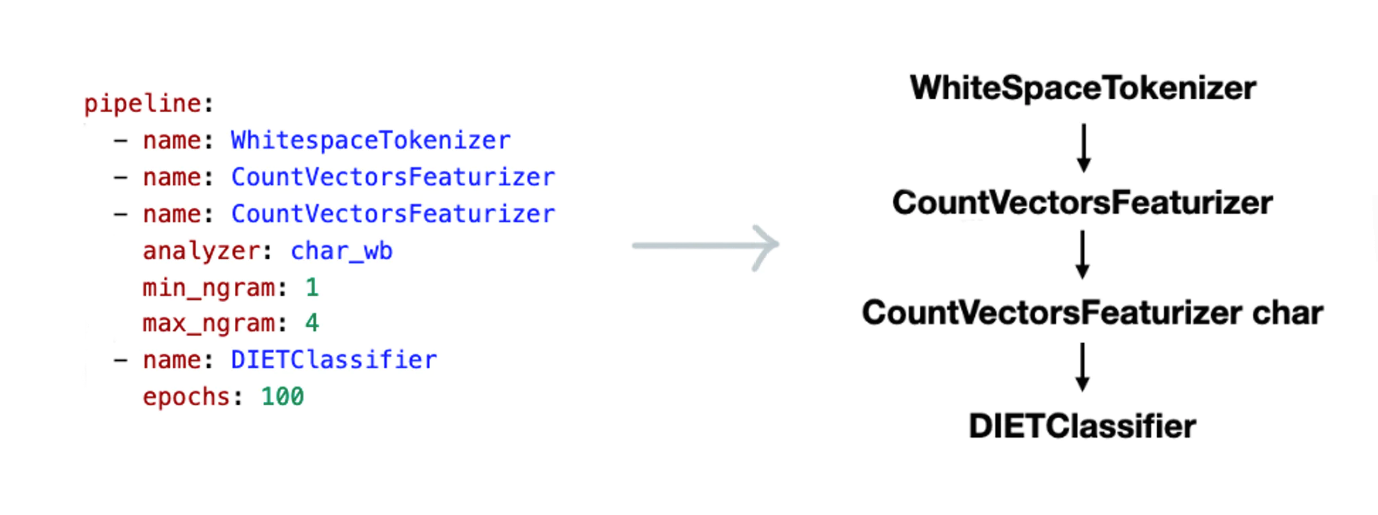 pipeline:
- name: WhitespaceTokenizer
- name: CountVectorsFeaturizer
- name: CountVectorsFeaturizer
analyzer: char_wb
min_ngram: 1
max_ngram: 4
- name: DIETClassifier
epochs: 100
WhiteSpaceTokenizer
CountVectorsFeaturizer
CountVectorsFeaturizer char
DIETClassifier